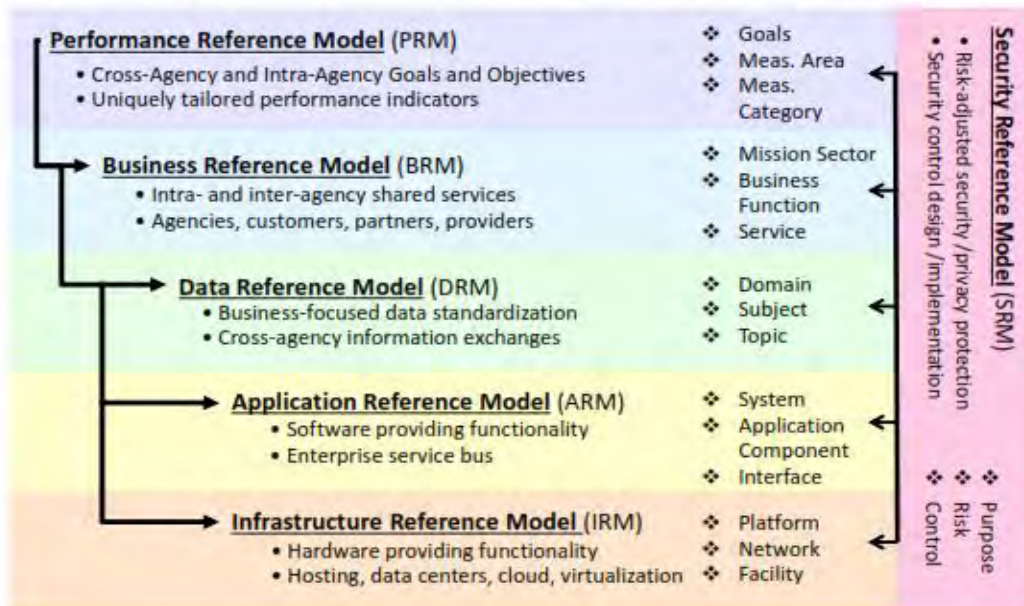 Performance Reference Model (PRM)
• Cross-Agency and Intra-Agency Goals and Objectives
• Uniquely tailored performance indicators
❖ Goals
❖ Meas. Area
❖ Meas.
Category
Business Reference Model (BRM)
• Intra- and inter-agency shared services
• Agencies, customers, partners, providers
❖ Mission Sector
❖ Business
Function
❖ Service
Data Reference Model (DRM)
• Business-focused data standardization
• Cross-agency information exchanges
❖ Domain
❖ Subject
❖ Topic
Application Reference Model (ARM)
• Software providing functionality
• Enterprise service bus
❖ System
❖ Application
Component
❖ Interface
Infrastructure Reference Model (IRM)
• Hardware providing functionality
• Hosting, data centers, cloud, virtualization
❖ Platform
❖ Network
❖ Facility
Security Reference Model (SRM)
• Risk-adjusted security /privacy protection
• Security control design /implementation
❖ Purpose
❖ Risk
❖ Control